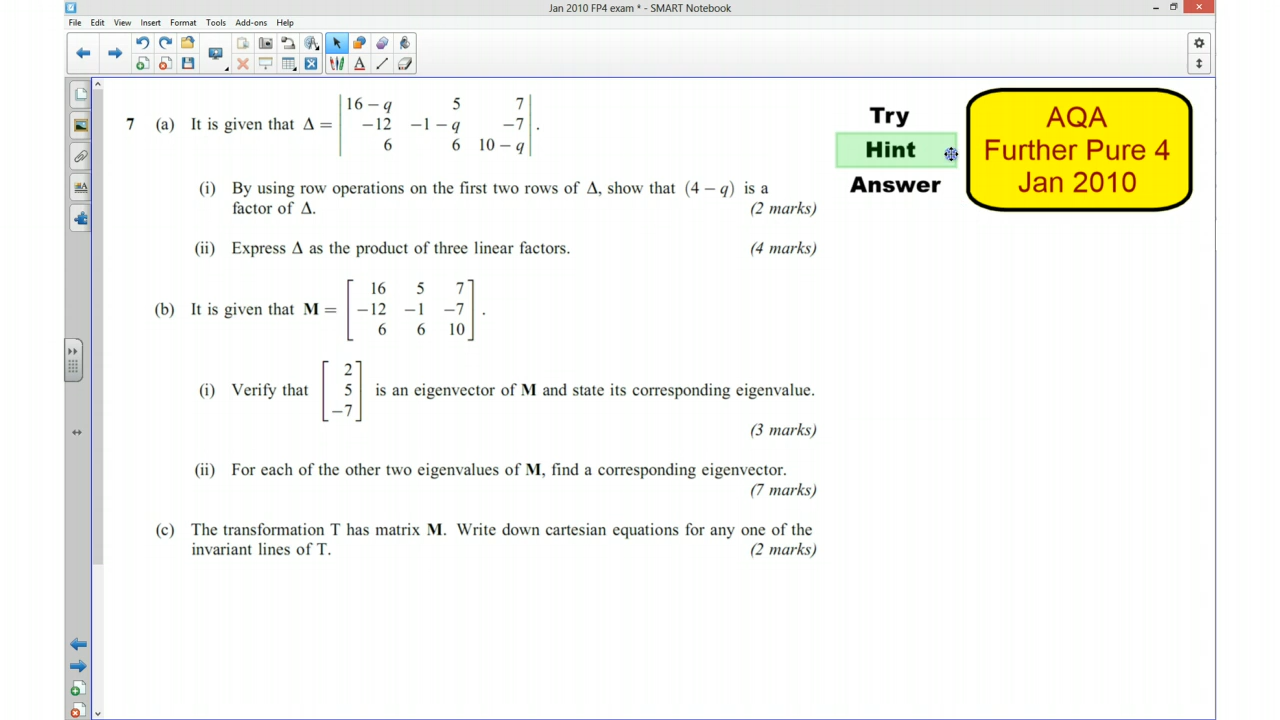 Jan 2010 FP4 exam * - SMART Notebook
File Edit View Insert Format Tools Add-ons Help
7 (a) It is given that Δ = | 16 − q 5 7 |
| −12 −1 − q −7 | .
| 6 6 10 − q |
(i) By using row operations on the first two rows of Δ, show that (4 − q) is a
factor of Δ. (2 marks)
(ii) Express Δ as the product of three linear factors. (4 marks)
(b) It is given that M = [ 16 5 7 ]
[ −12 −1 −7 ] .
[ 6 6 10 ]
(i) Verify that [ 2 ]
[ 5 ] is an eigenvector of M and state its corresponding eigenvalue.
[ −7 ]
(3 marks)
(ii) For each of the other two eigenvalues of M, find a corresponding eigenvector.
(7 marks)
(c) The transformation T has matrix M. Write down cartesian equations for any one of the
invariant lines of T. (2 marks)
Try
Hint
Answer
AQA
Further Pure 4
Jan 2010